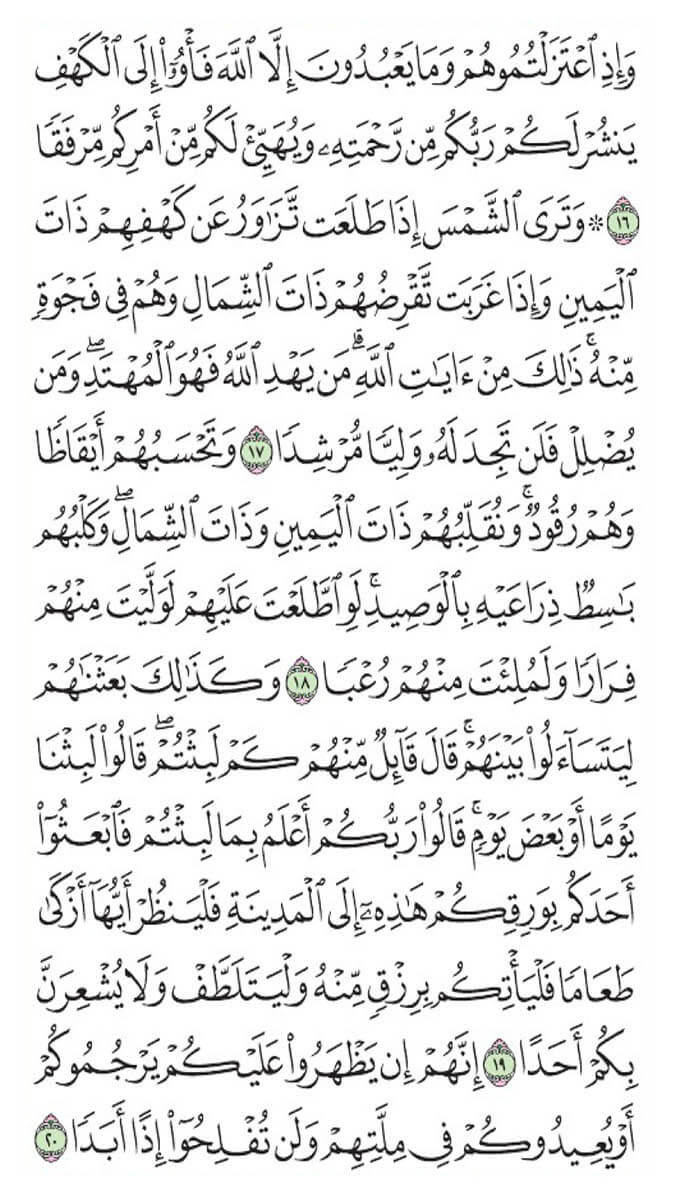 وَإِذِ ٱعْتَزَلْتُمُوهُمْ وَمَا يَعْبُدُونَ إِلَّا ٱللَّهَ فَأْوُۥٓا۟ إِلَى ٱلْكَهْفِ
يَنشُرْ لَكُمْ رَبُّكُم مِّن رَّحْمَتِهِۦ وَيُهَيِّئْ لَكُم مِّنْ أَمْرِكُم مِّرْفَقًا
١٦ ۞ وَتَرَى ٱلشَّمْسَ إِذَا طَلَعَت تَّزَٰوَرُ عَن كَهْفِهِمْ ذَاتَ
ٱلْيَمِينِ وَإِذَا غَرَبَت تَّقْرِضُهُمْ ذَاتَ ٱلشِّمَالِ وَهُمْ فِى فَجْوَةٍ
مِّنْهُ ۚ ذَٰلِكَ مِنْ ءَايَٰتِ ٱللَّهِ ۗ مَن يَهْدِ ٱللَّهُ فَهُوَ ٱلْمُهْتَدِ ۖ وَمَن
يُضْلِلْ فَلَن تَجِدَ لَهُۥ وَلِيًّا مُّرْشِدًا ١٧ وَتَحْسَبُهُمْ أَيْقَاظًا
وَهُمْ رُقُودٌ ۚ وَنُقَلِّبُهُمْ ذَاتَ ٱلْيَمِينِ وَذَاتَ ٱلشِّمَالِ ۖ وَكَلْبُهُم
بَٰسِطٌ ذِرَاعَيْهِ بِٱلْوَصِيدِ ۚ لَوِ ٱطَّلَعْتَ عَلَيْهِمْ لَوَلَّيْتَ مِنْهُمْ
فِرَارًا وَلَمُلِئْتَ مِنْهُمْ رُعْبًا ١٨ وَكَذَٰلِكَ بَعَثْنَٰهُمْ
لِيَتَسَآءَلُوا۟ بَيْنَهُمْ ۚ قَالَ قَآئِلٌ مِّنْهُمْ كَمْ لَبِثْتُمْ ۖ قَالُوا۟ لَبِثْنَا
يَوْمًا أَوْ بَعْضَ يَوْمٍ ۚ قَالُوا۟ رَبُّكُمْ أَعْلَمُ بِمَا لَبِثْتُمْ فَٱبْعَثُوٓا۟
أَحَدَكُم بِوَرِقِكُمْ هَٰذِهِۦٓ إِلَى ٱلْمَدِينَةِ فَلْيَنظُرْ أَيُّهَآ أَزْكَىٰ
طَعَامًا فَلْيَأْتِكُم بِرِزْقٍ مِّنْهُ وَلْيَتَلَطَّفْ وَلَا يُشْعِرَنَّ
بِكُمْ أَحَدًا ١٩ إِنَّهُمْ إِن يَظْهَرُوا۟ عَلَيْكُمْ يَرْجُمُوكُمْ
أَوْ يُعِيدُوكُمْ فِى مِلَّتِهِمْ وَلَن تُفْلِحُوٓا۟ إِذًا أَبَدًا ٢٠